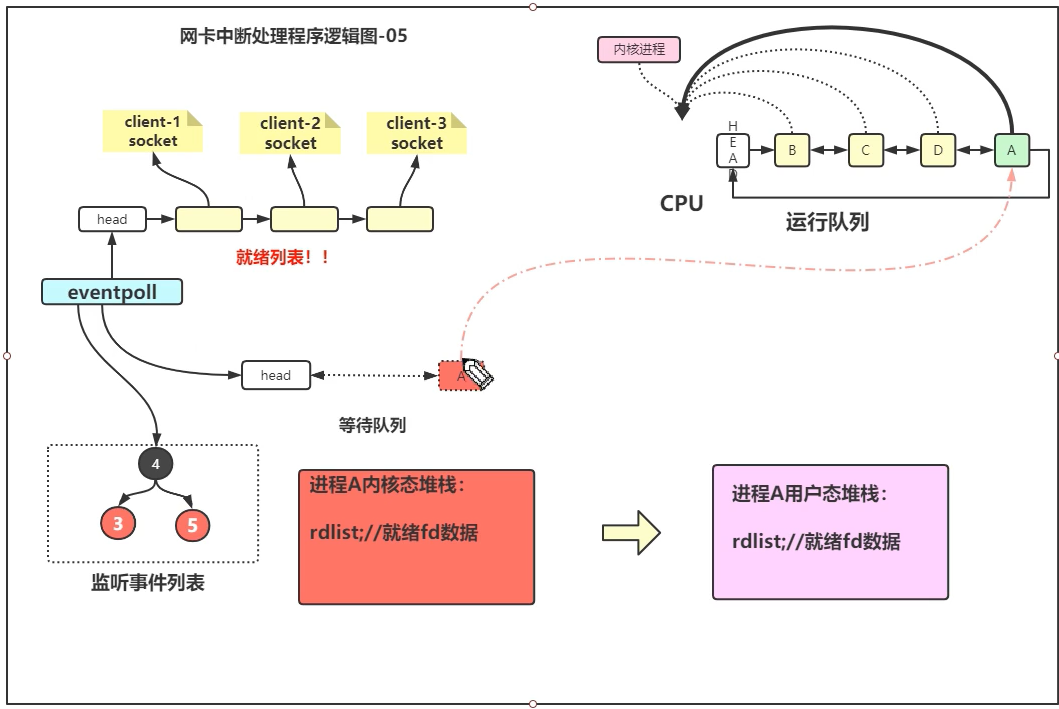 网卡中断处理程序逻辑图-05
内核进程
client-1
socket
client-2
socket
client-3
socket
HEAD
B
C
D
A
CPU
运行队列
head
就绪列表！！
eventpoll
head
A
等待队列
4
3
5
监听事件列表
进程A内核态堆栈：
rdlist;//就绪fd数据
进程A用户态堆栈：
rdlist;//就绪fd数据